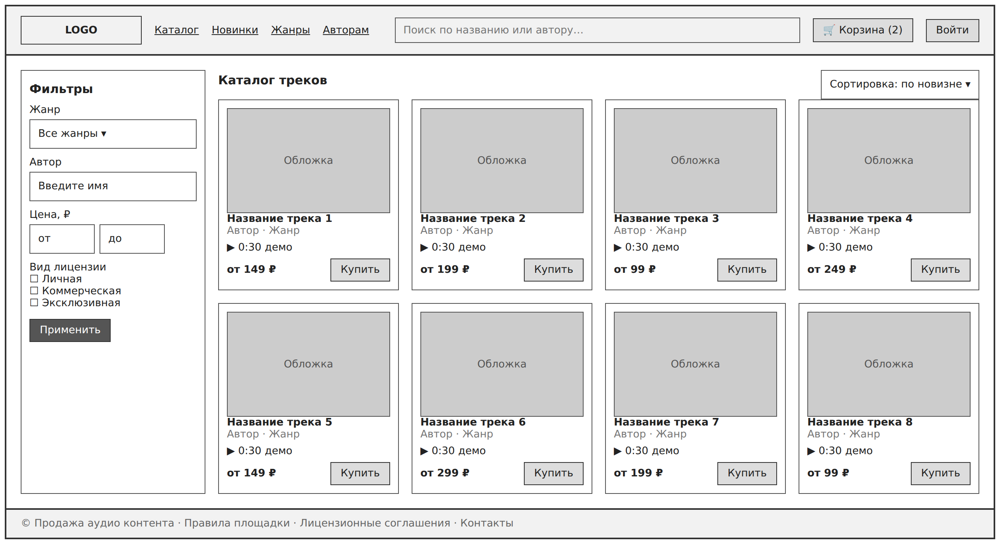 LOGO
Каталог Новинки Жанры Авторам
Поиск по названию или автору...
🛒 Корзина (2)
Войти
Фильтры
Жанр
Все жанры ▾
Автор
Введите имя
Цена, ₽
от до
Вид лицензии
☐ Личная
☐ Коммерческая
☐ Эксклюзивная
Применить
Каталог треков
Сортировка: по новизне ▾
Обложка
Название трека 1
Автор · Жанр
▶ 0:30 демо
от 149 ₽ Купить
Обложка
Название трека 2
Автор · Жанр
▶ 0:30 демо
от 199 ₽ Купить
Обложка
Название трека 3
Автор · Жанр
▶ 0:30 демо
от 99 ₽ Купить
Обложка
Название трека 4
Автор · Жанр
▶ 0:30 демо
от 249 ₽ Купить
Обложка
Название трека 5
Автор · Жанр
▶ 0:30 демо
от 149 ₽ Купить
Обложка
Название трека 6
Автор · Жанр
▶ 0:30 демо
от 299 ₽ Купить
Обложка
Название трека 7
Автор · Жанр
▶ 0:30 демо
от 199 ₽ Купить
Обложка
Название трека 8
Автор · Жанр
▶ 0:30 демо
от 99 ₽ Купить
© Продажа аудио контента · Правила площадки · Лицензионные соглашения · Контакты